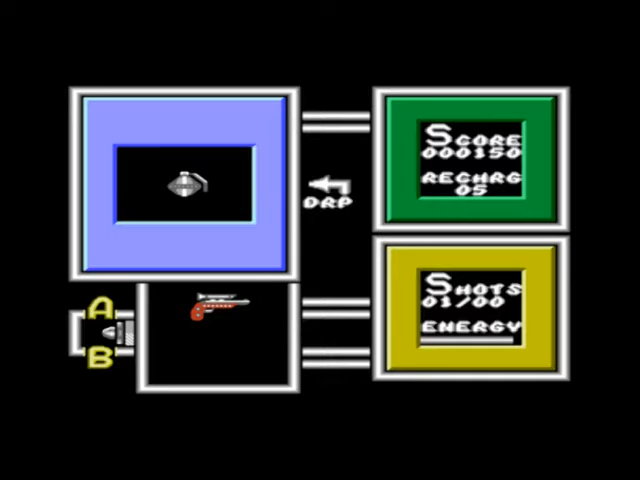 SCORE
000150
RECHRG
05
DRP
SHOTS
01/00
ENERGY
A
B